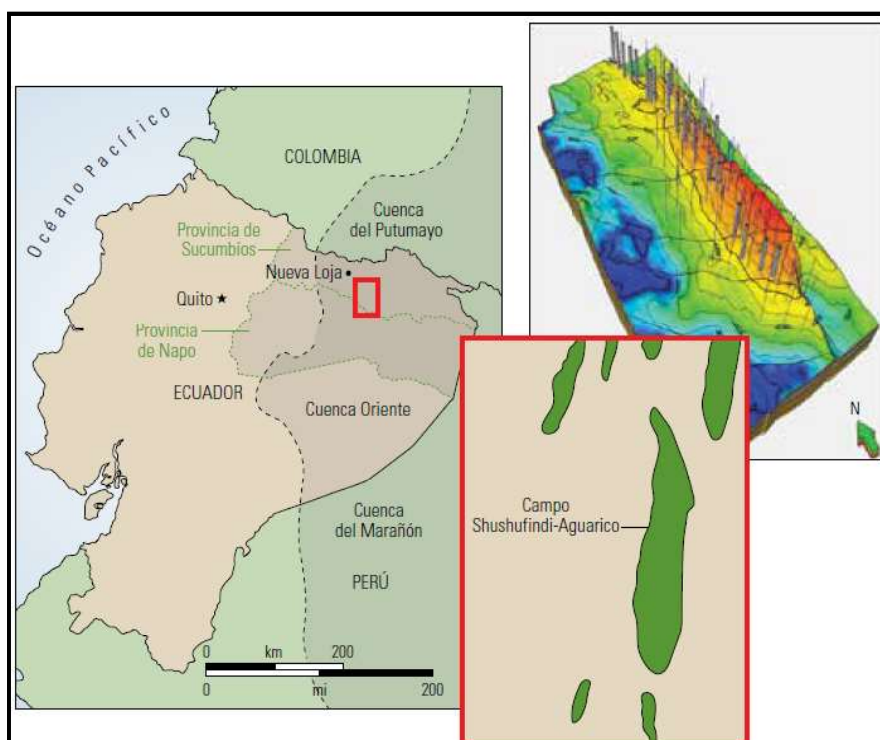 Océano Pacífico
COLOMBIA
Cuenca
del Putumayo
Provincia de
Sucumbíos
Nueva Loja
Quito
Provincia
de Napo
ECUADOR
Cuenca Oriente
Cuenca
del Marañón
PERÚ
0 km 200
0 mi 200
N
Campo
Shushufindi-Aguarico